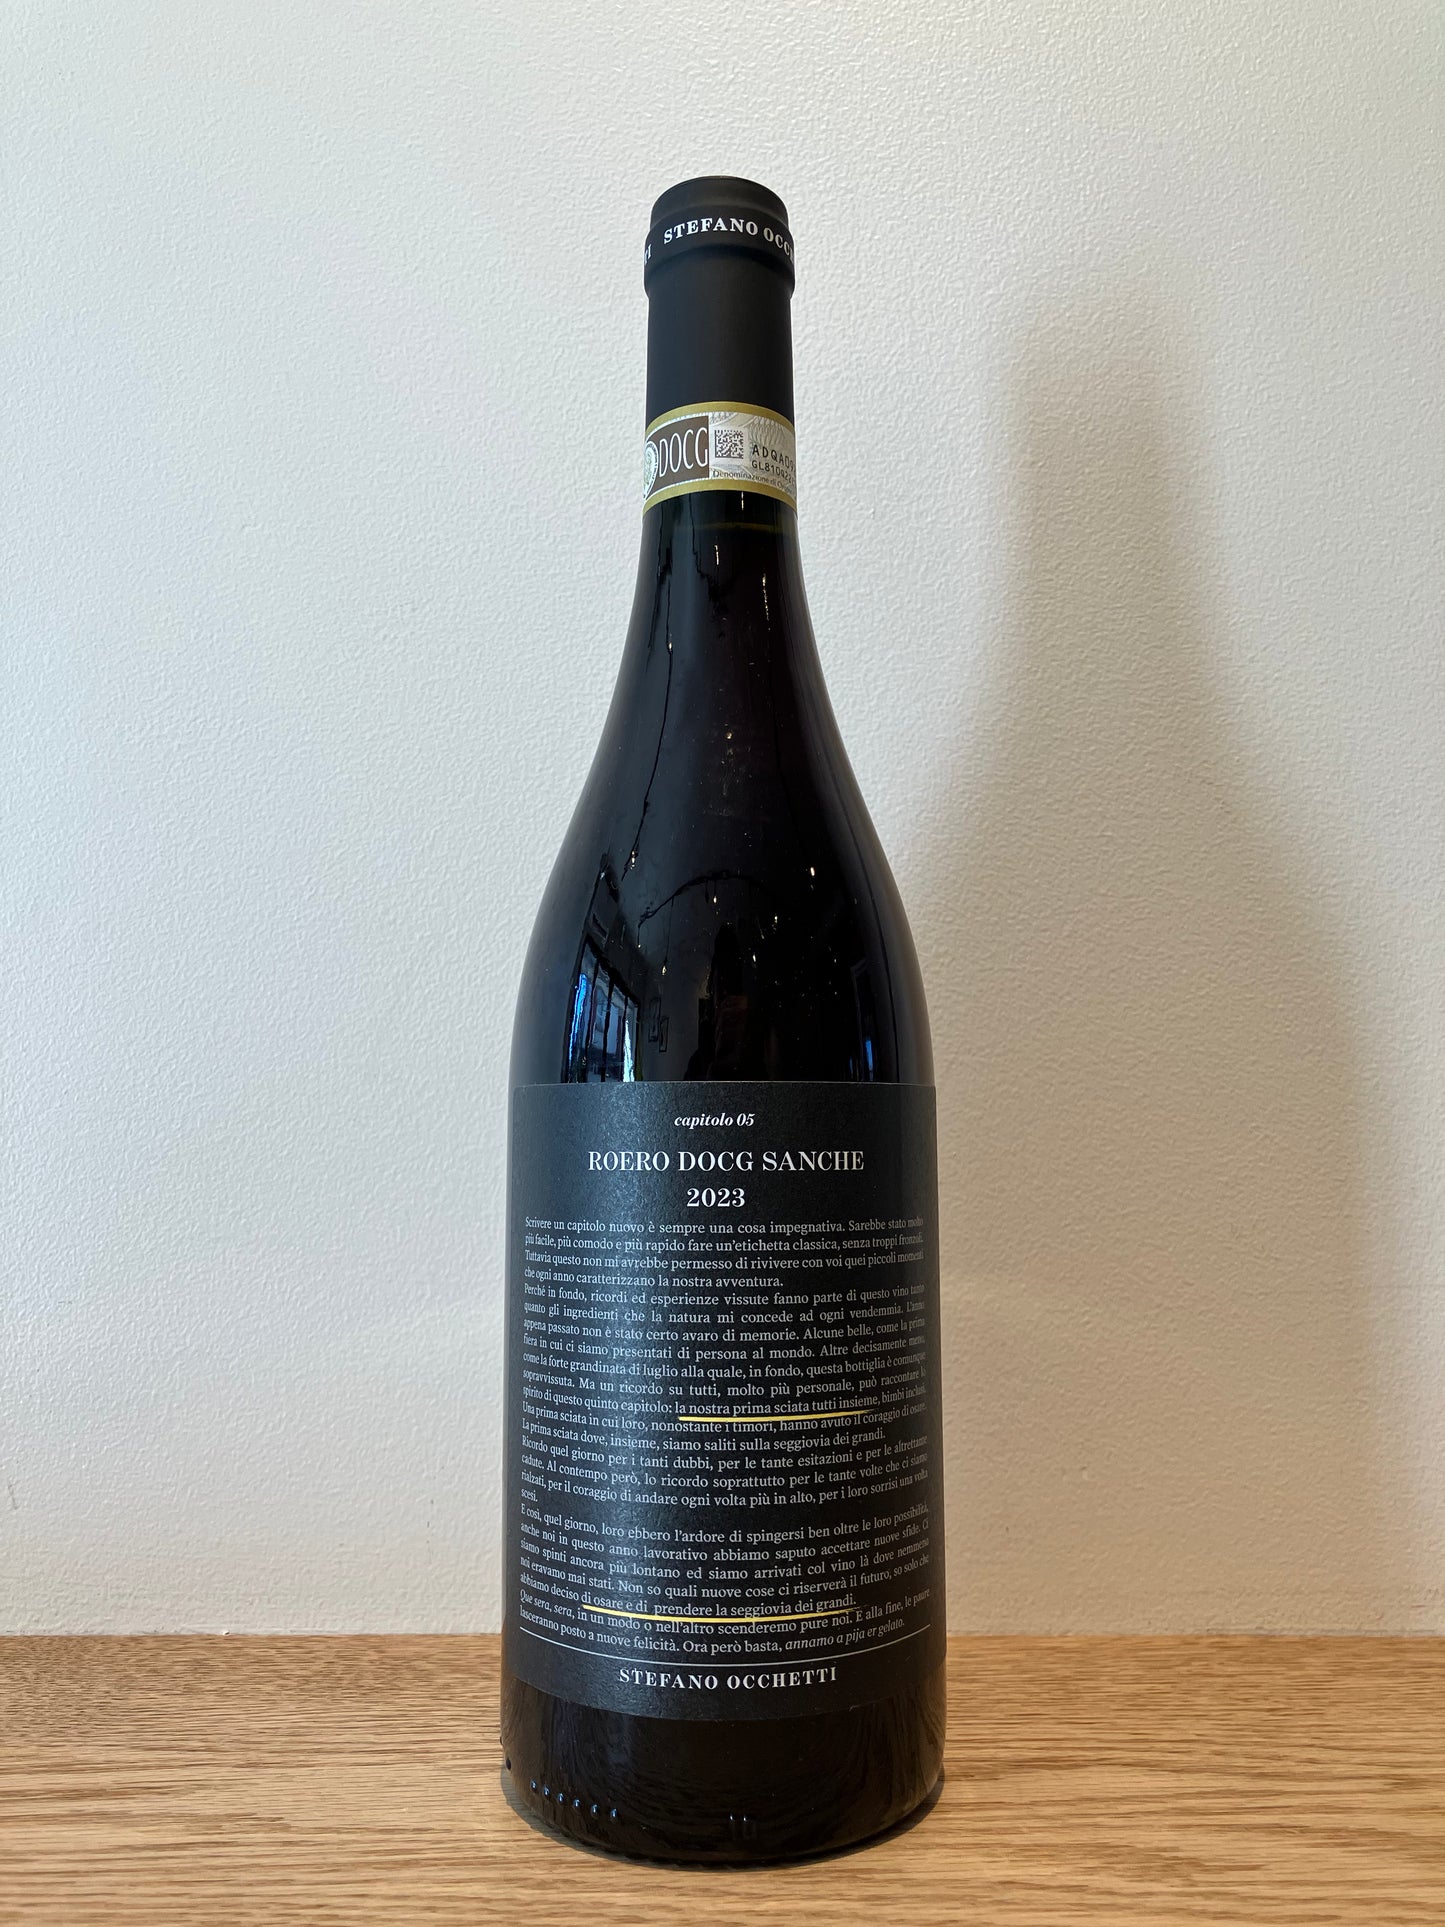 STEFANO OCC
TI
DOCG
ADQA09
GL810422
Denominazione di Orig
capitolo 05
ROERO DOCG SANCHE
2023
Scrivere un capitolo nuovo è sempre una cosa impegnativa. Sarebbe stato molto
più facile, più comodo e più rapido fare un'etichetta classica, senza troppi fronzoli.
Tuttavia questo non mi avrebbe permesso di rivivere con voi quei piccoli momenti
che ogni anno caratterizzano la nostra avventura.
Perché in fondo, ricordi ed esperienze vissute fanno parte di questo vino tanto
quanto gli ingredienti che la natura mi concede ad ogni vendemmia. L'anno
appena passato non è stato certo avaro di memorie. Alcune belle, come la prima
fiera in cui ci siamo presentati di persona al mondo. Altre decisamente meno,
come la forte grandinata di luglio alla quale, in fondo, questa bottiglia è comunque
sopravvissuta. Ma un ricordo su tutti, molto più personale, può raccontare lo
spirito di questo quinto capitolo: la nostra prima sciata tutti insieme, bimbi inclusi.
Una prima sciata in cui loro, nonostante i timori, hanno avuto il coraggio di osare.
La prima sciata dove, insieme, siamo saliti sulla seggiovia dei grandi.
Ricordo quel giorno per i tanti dubbi, per le tante esitazioni e per le altrettante
cadute. Al contempo però, lo ricordo soprattutto per le tante volte che ci siamo
rialzati, per il coraggio di andare ogni volta più in alto, per i loro sorrisi una volta
scesi.
E così, quel giorno, loro ebbero l'ardore di spingersi ben oltre le loro possibilità,
anche noi in questo anno lavorativo abbiamo saputo accettare nuove sfide. Ci
siamo spinti ancora più lontano ed siamo arrivati col vino là dove nemmeno
noi eravamo mai stati. Non so quali nuove cose ci riserverà il futuro, so solo che
abbiamo deciso di osare e di prendere la seggiovia dei grandi.
Que sera, sera, in un modo o nell'altro scenderemo pure noi. E alla fine, le paure
lasceranno posto a nuove felicità. Ora però basta, annamo a pija er gelato.
STEFANO OCCHETTI